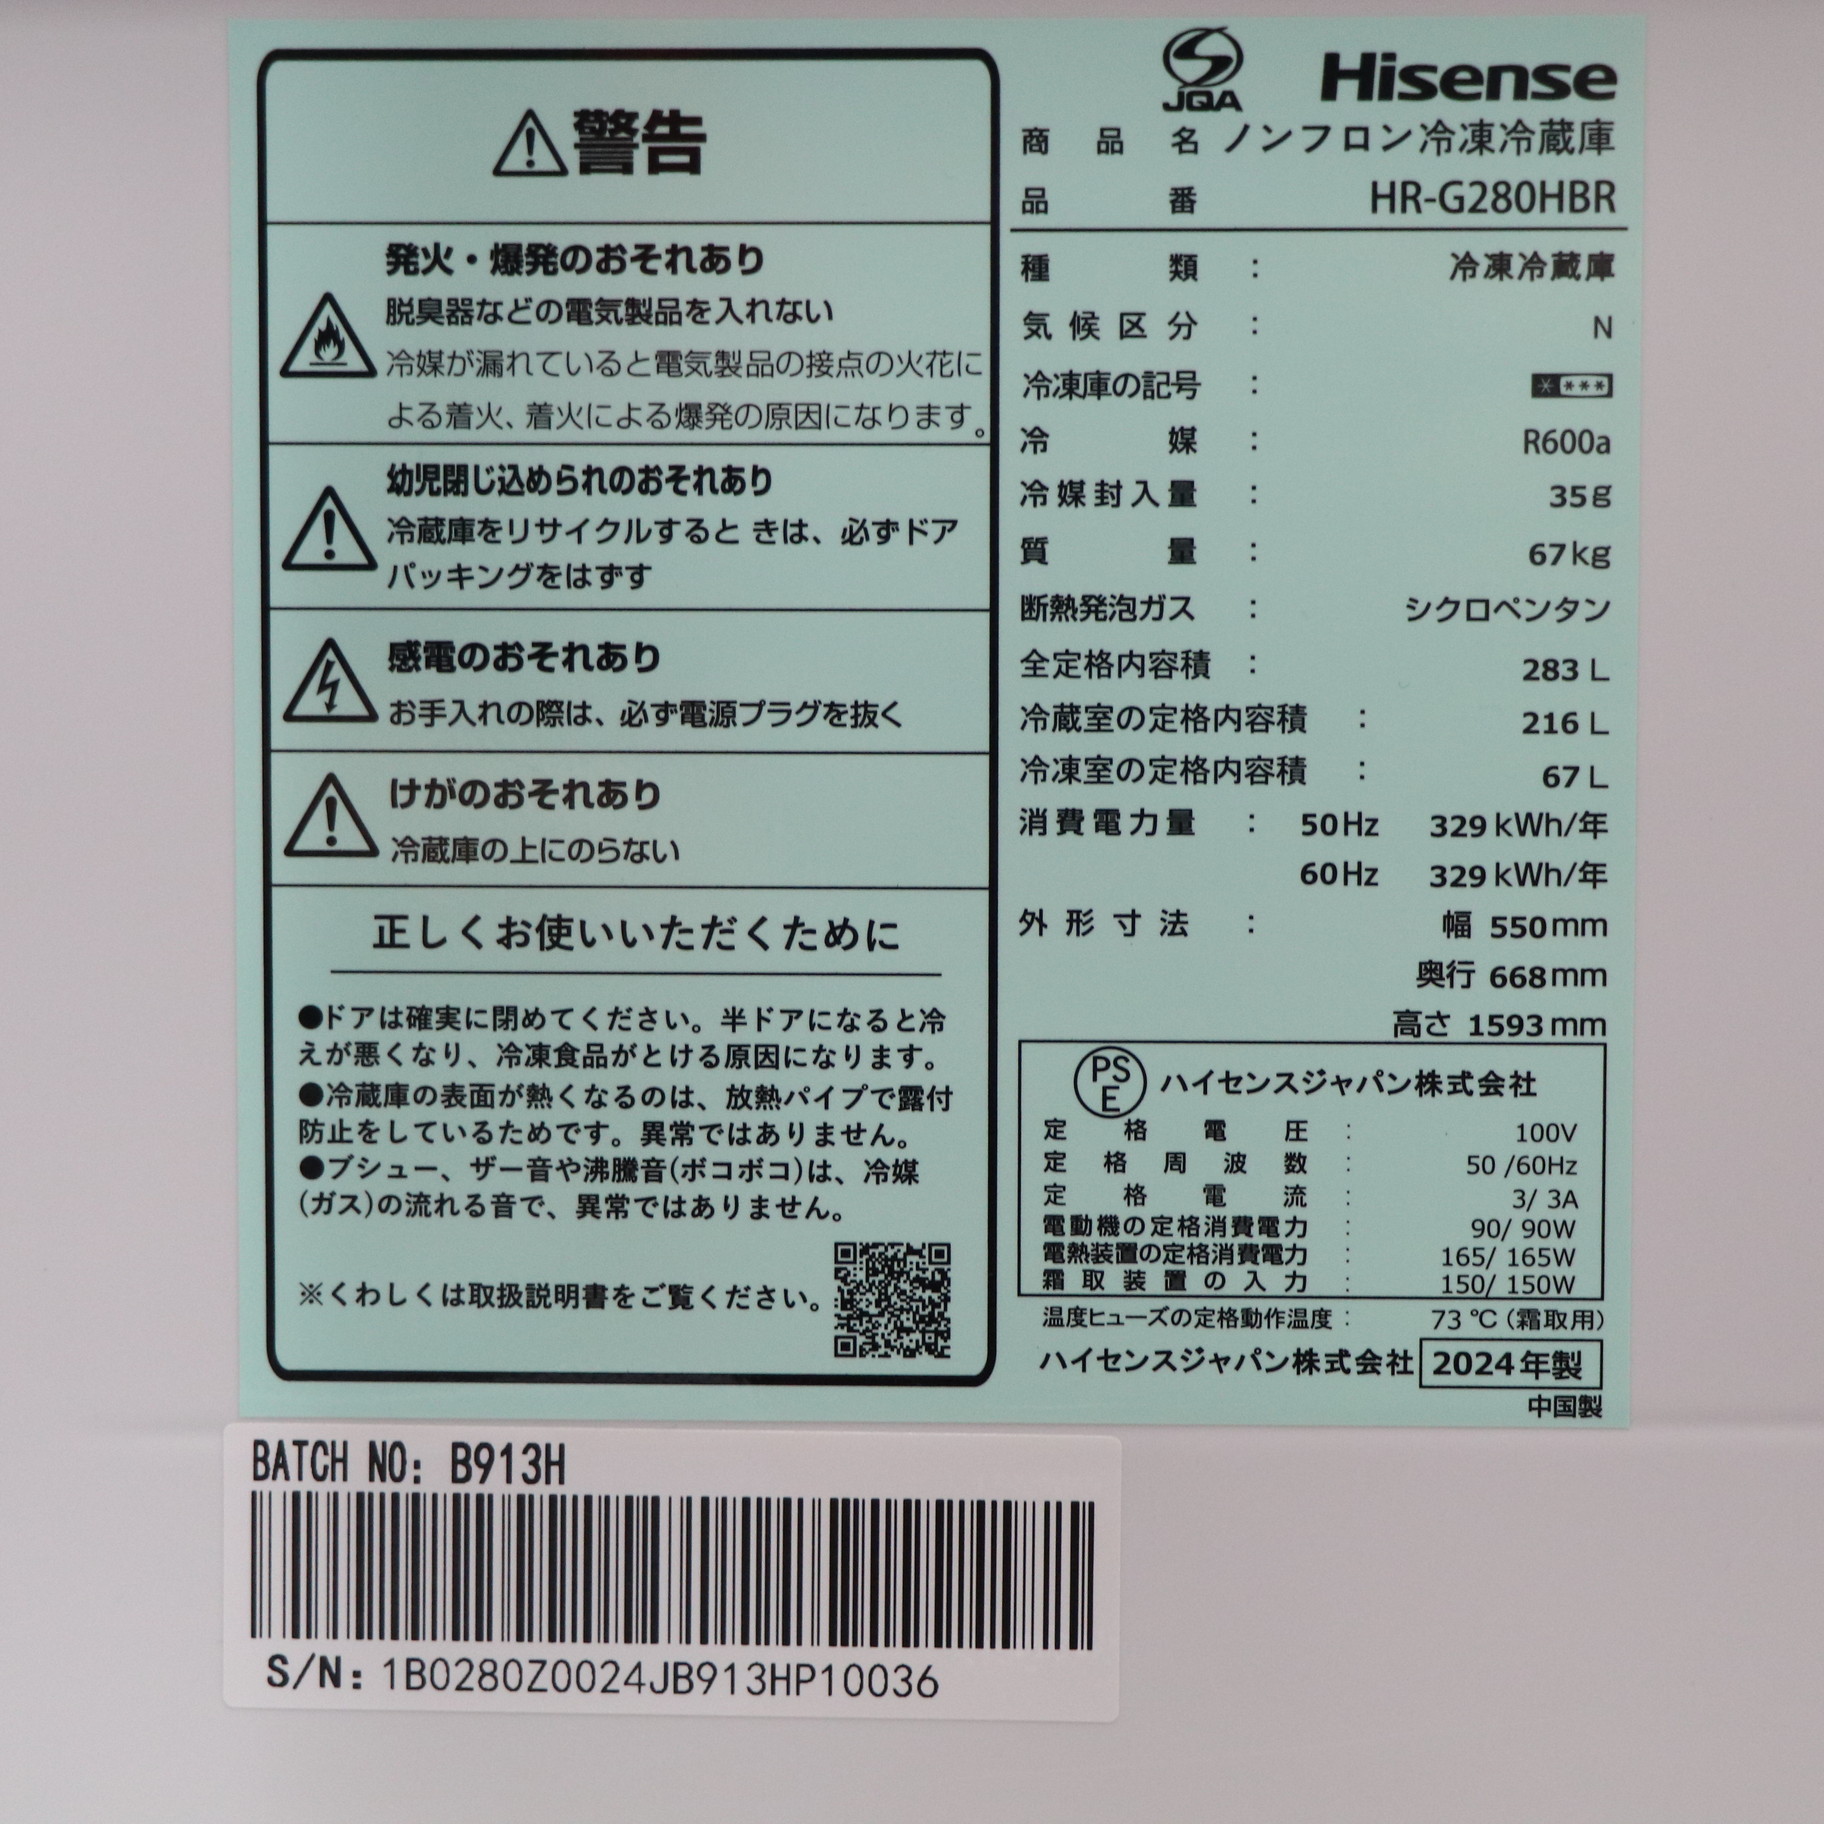 警告
発火・爆発のおそれあり
脱臭器などの電気製品を入れない
冷媒が漏れていると電気製品の接点の火花に
よる着火、着火による爆発の原因になります。
幼児閉じ込められのおそれあり
冷蔵庫をリサイクルすると きは、必ずドア
パッキングをはずす
感電のおそれあり
お手入れの際は、必ず電源プラグを抜く
けがのおそれあり
冷蔵庫の上にのらない
正しくお使いいただくために
●ドアは確実に閉めてください。半ドアになると冷
えが悪くなり、冷凍食品がとける原因になります。
●冷蔵庫の表面が熱くなるのは、放熱パイプで露付
防止をしているためです。異常ではありません。
●ブシュー、ザー音や沸騰音(ボコボコ)は、冷媒
(ガス)の流れる音で、異常ではありません。
※くわしくは取扱説明書をご覧ください。
JQA Hisense
商品名 ノンフロン冷凍冷蔵庫
品番 HR-G280HBR
種類 : 冷凍冷蔵庫
気候区分 : N
冷凍庫の記号 : * ***
冷媒 : R600a
冷媒封入量 : 35g
質量 : 67kg
断熱発泡ガス : シクロペンタン
全定格内容積 : 283 L
冷蔵室の定格内容積 : 216 L
冷凍室の定格内容積 : 67 L
消費電力量 : 50Hz 329 kWh/年
60Hz 329 kWh/年
外形寸法 : 幅 550mm
奥行 668mm
高さ 1593mm
PSE ハイセンスジャパン株式会社
定格電圧 : 100V
定格周波数 : 50 /60Hz
定格電流 : 3/ 3A
電動機の定格消費電力 : 90/ 90W
電熱装置の定格消費電力 : 165/ 165W
霜取装置の入力 : 150/ 150W
温度ヒューズの定格動作温度 : 73 ℃ (霜取用)
ハイセンスジャパン株式会社 2024年製
中国製
BATCH NO: B913H
S/N: 1B0280Z0024JB913HP10036